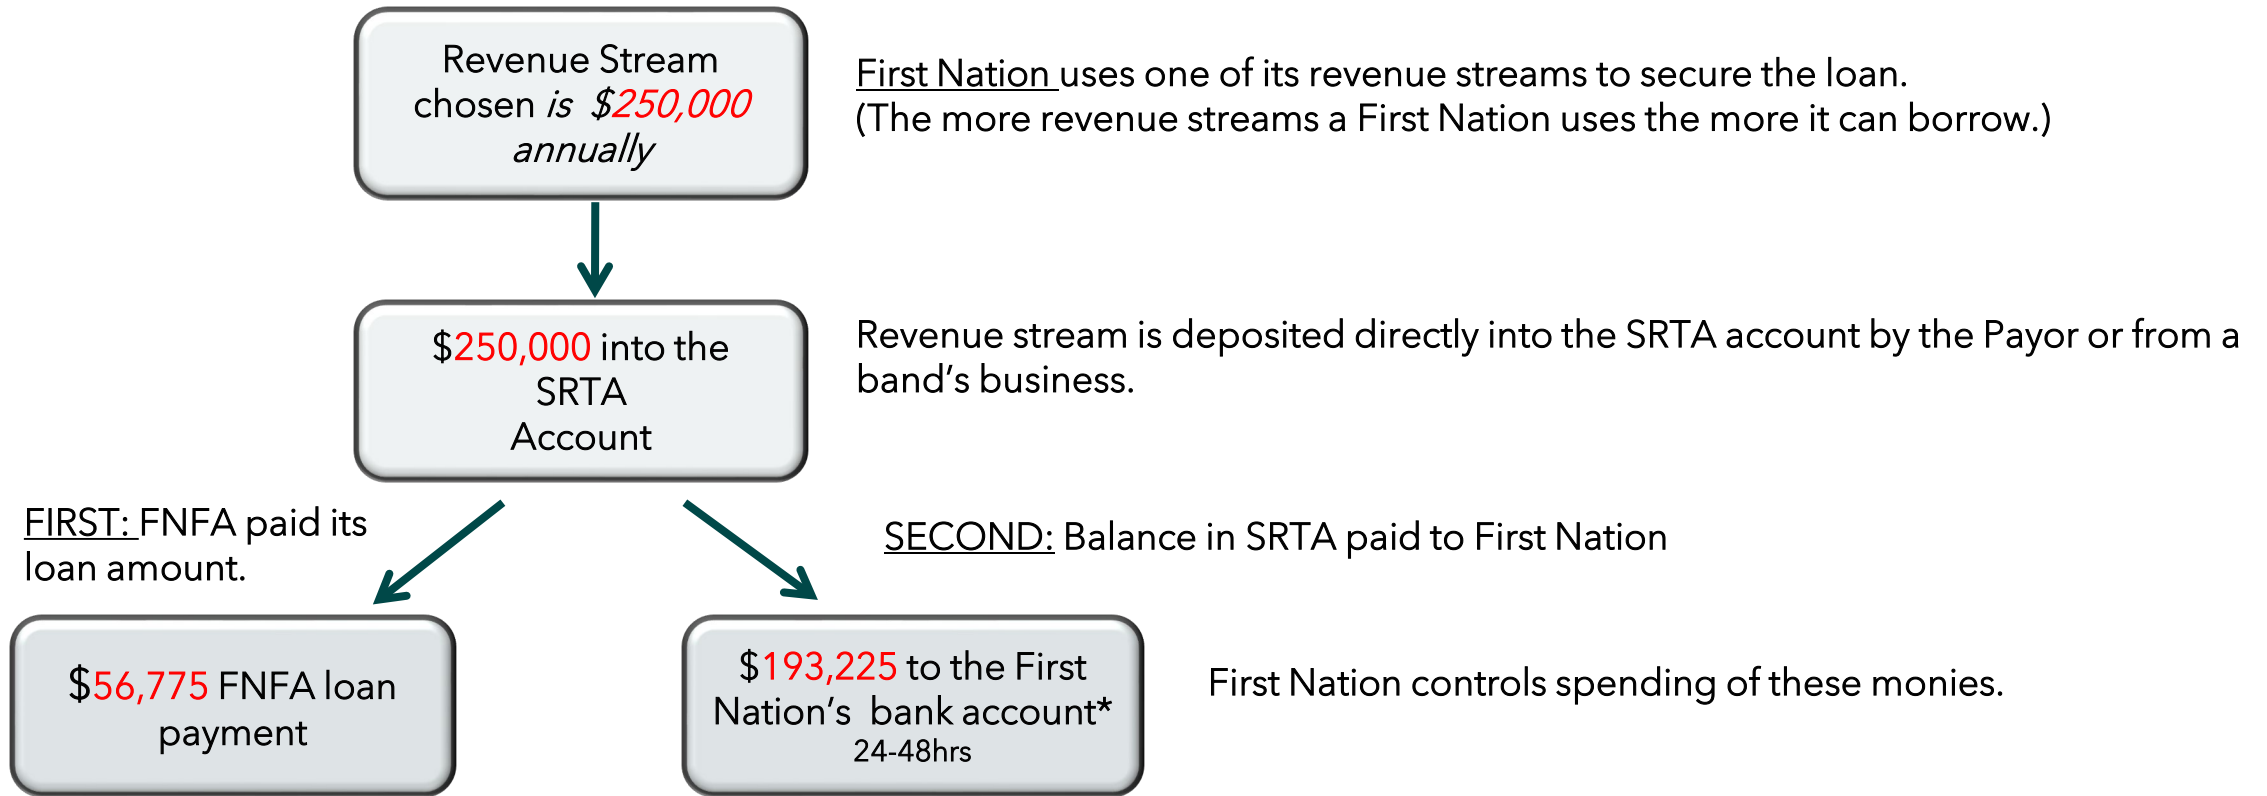 Revenue Stream
chosen is $250,000
annually
First Nation uses one of its revenue streams to secure the loan.
(The more revenue streams a First Nation uses the more it can borrow.)
$250,000 into the
SRTA
Account
Revenue stream is deposited directly into the SRTA account by the Payor or from a
band’s business.
FIRST: FNFA paid its
loan amount.
SECOND: Balance in SRTA paid to First Nation
$56,775 FNFA loan
payment
$193,225 to the First
Nation’s bank account*
24-48hrs
First Nation controls spending of these monies.